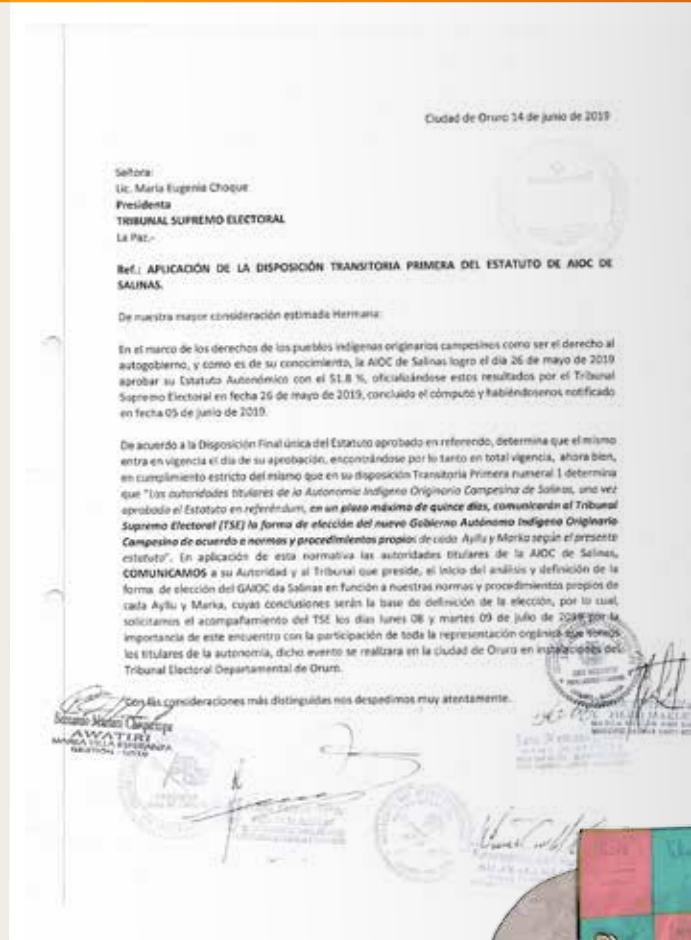 Ciudad de Oruro 14 de junio de 2019
Señora:
Lic. María Eugenia Choque
Presidenta
TRIBUNAL SUPREMO ELECTORAL
La Paz.-
Ref.: APLICACIÓN DE LA DISPOSICIÓN TRANSITORIA PRIMERA DEL ESTATUTO DE AIOC DE
SALINAS.
De nuestra mayor consideración estimada Hermana:
En el marco de los derechos de los pueblos indígenas originarios campesinos como ser el derecho al
autogobierno, y como es de su conocimiento, la AIOC de Salinas logro el día 26 de mayo de 2019
aprobar su Estatuto Autonómico con el 51.8 %, oficializándose estos resultados por el Tribunal
Supremo Electoral en fecha 26 de mayo de 2019, concluido el cómputo y habiéndosenos notificado
en fecha 05 de junio de 2019.
De acuerdo a la Disposición Final única del Estatuto aprobado en referendo, determina que el mismo
entra en vigencia el día de su aprobación, encontrándose por lo tanto en total vigencia, ahora bien,
en cumplimiento estricto del mismo que en su disposición Transitoria Primera numeral 1 determina
que "Las autoridades titulares de la Autonomía Indígena Originario Campesina de Salinas, una vez
aprobado el Estatuto en referéndum, en un plazo máximo de quince días, comunicarán al Tribunal
Supremo Electoral (TSE) la forma de elección del nuevo Gobierno Autónomo Indígena Originario
Campesino de acuerdo a normas y procedimientos propios de cada Ayllu y Marka según el presente
estatuto". En aplicación de esta normativa las autoridades titulares de la AIOC de Salinas,
COMUNICAMOS a su Autoridad y al Tribunal que preside, el inicio del análisis y definición de la
forma de elección del GAIOC da Salinas en función a nuestras normas y procedimientos propios de
cada Ayllu y Marka, cuyas conclusiones serán la base de definición de la elección, por lo cual,
solicitamos el acompañamiento del TSE los días lunes 08 y martes 09 de julio de 2019 por la
importancia de este encuentro con la participación de toda la representación orgánica que somos
los titulares de la autonomía, dicho evento se realizara en la ciudad de Oruro en instalaciones del
Tribunal Electoral Departamental de Oruro.
Con las consideraciones más distinguidas nos despedimos muy atentamente.
AWATIRI
MARKA VILLA ESPERANZA